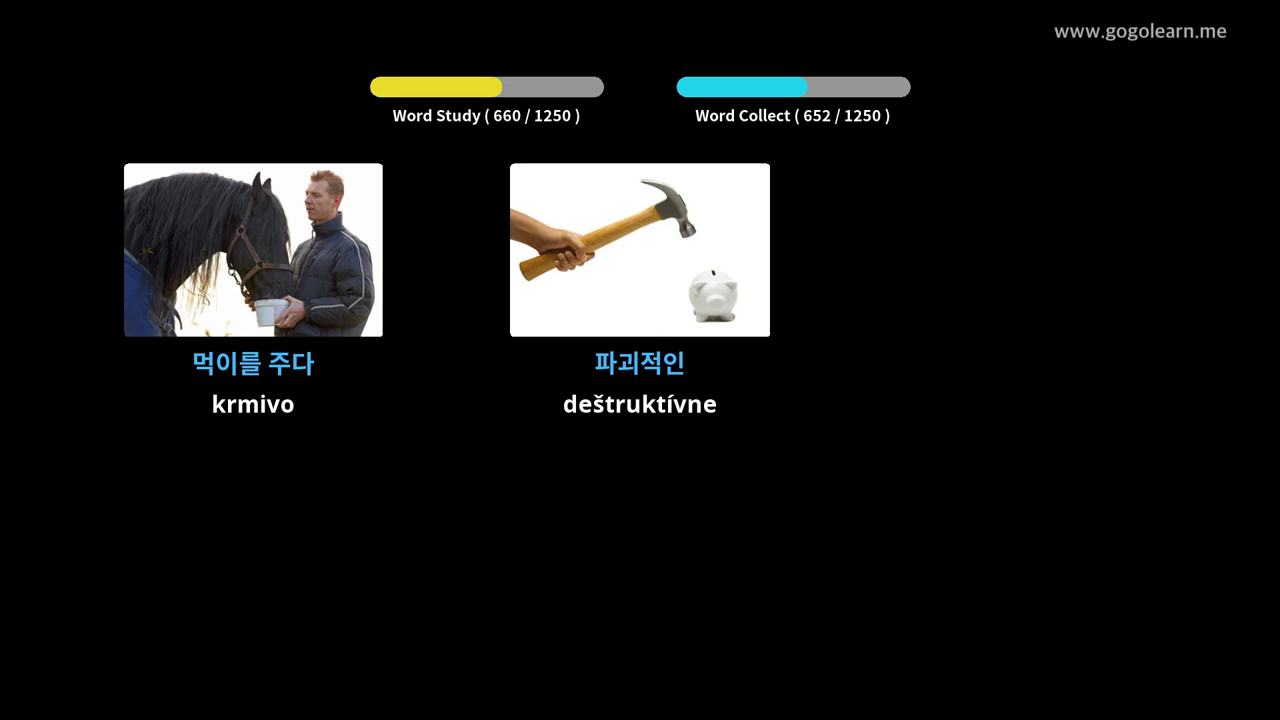 www.gogolearn.me
Word Study ( 660 / 1250 )
Word Collect ( 652 / 1250 )
먹이를 주다
krmivo
파괴적인
deštruktívne